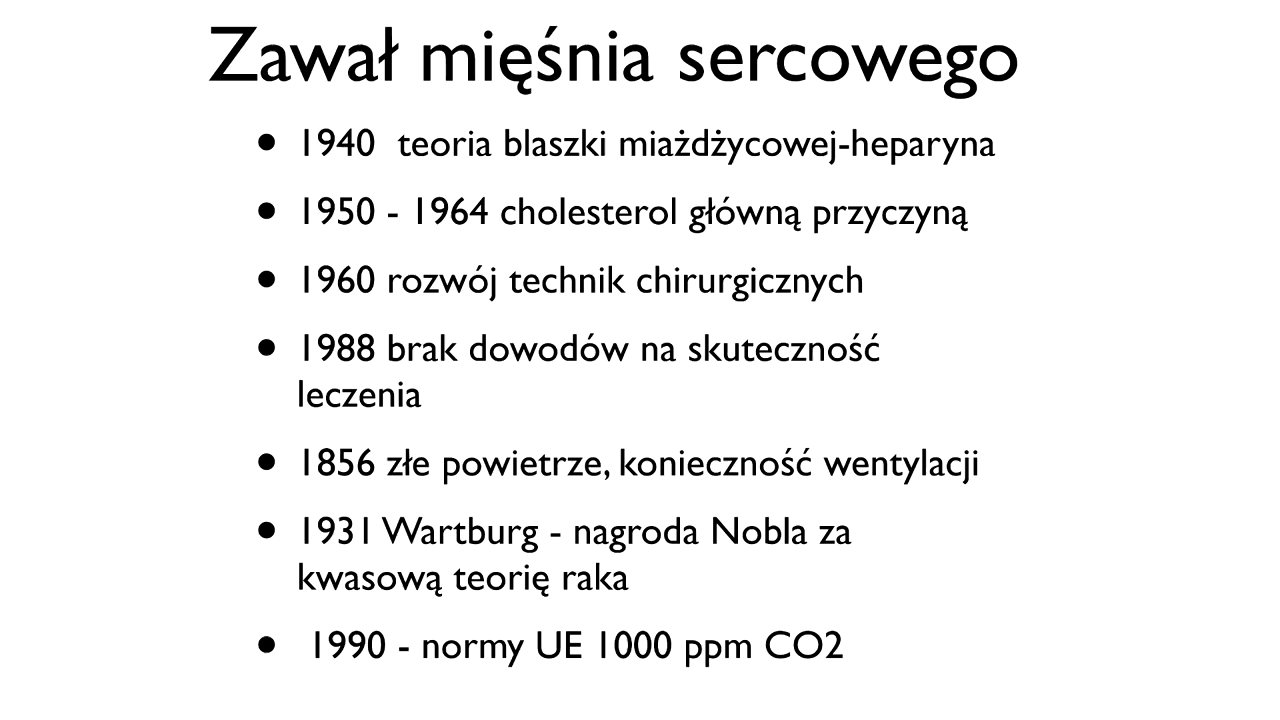 Zawał mięśnia sercowego
• 1940 teoria blaszki miażdżycowej-heparyna
• 1950 - 1964 cholesterol główną przyczyną
• 1960 rozwój technik chirurgicznych
• 1988 brak dowodów na skuteczność
leczenia
• 1856 złe powietrze, konieczność wentylacji
• 1931 Wartburg - nagroda Nobla za
kwasową teorię raka
• 1990 - normy UE 1000 ppm CO2